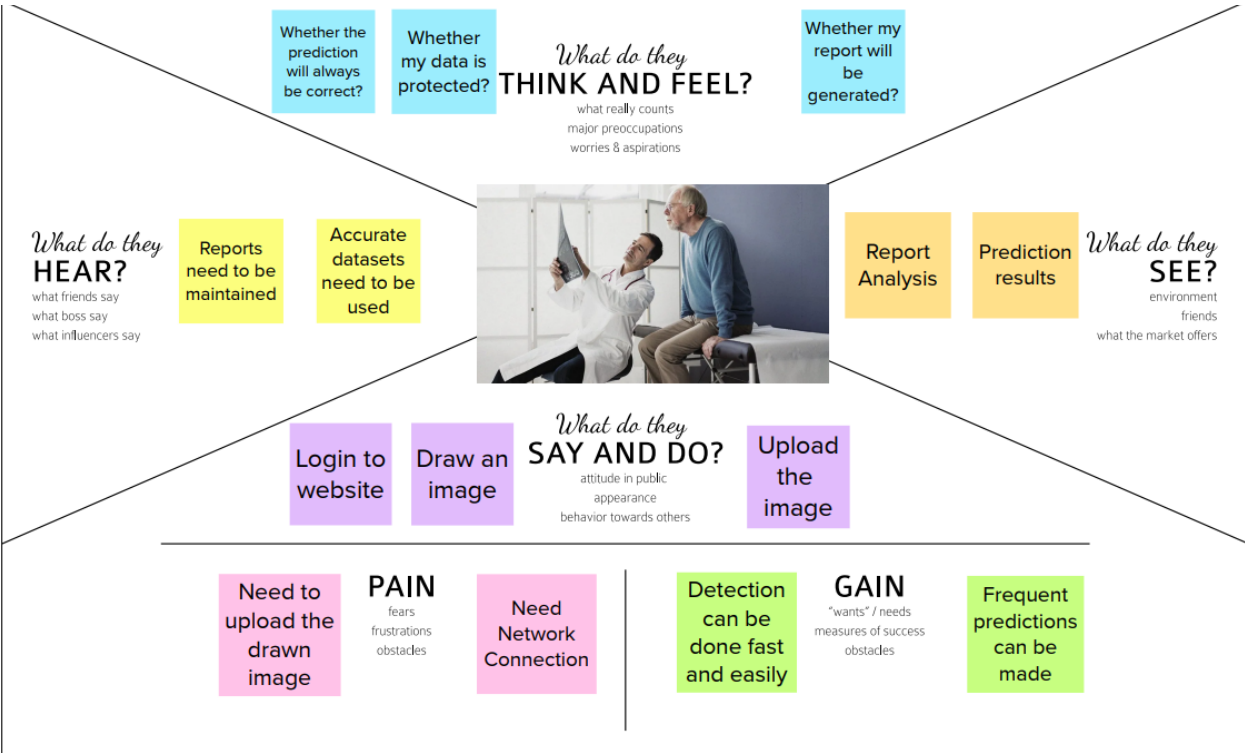 Whether the
prediction
will always
be correct?
Whether
my data is
protected?
What do they
THINK AND FEEL?
what really counts
major preoccupations
worries & aspirations
Whether my
report will
be
generated?
What do they
HEAR?
what friends say
what boss say
what influencers say
Reports
need to be
maintained
Accurate
datasets
need to be
used
Report
Analysis
Prediction
results
What do they
SEE?
environment
friends
what the market offers
Login to
website
Draw an
image
What do they
SAY AND DO?
attitude in public
appearance
behavior towards others
Upload
the
image
Need to
upload the
drawn
image
PAIN
fears
frustrations
obstacles
Need
Network
Connection
Detection
can be
done fast
and easily
GAIN
"wants" / needs
measures of success
obstacles
Frequent
predictions
can be
made